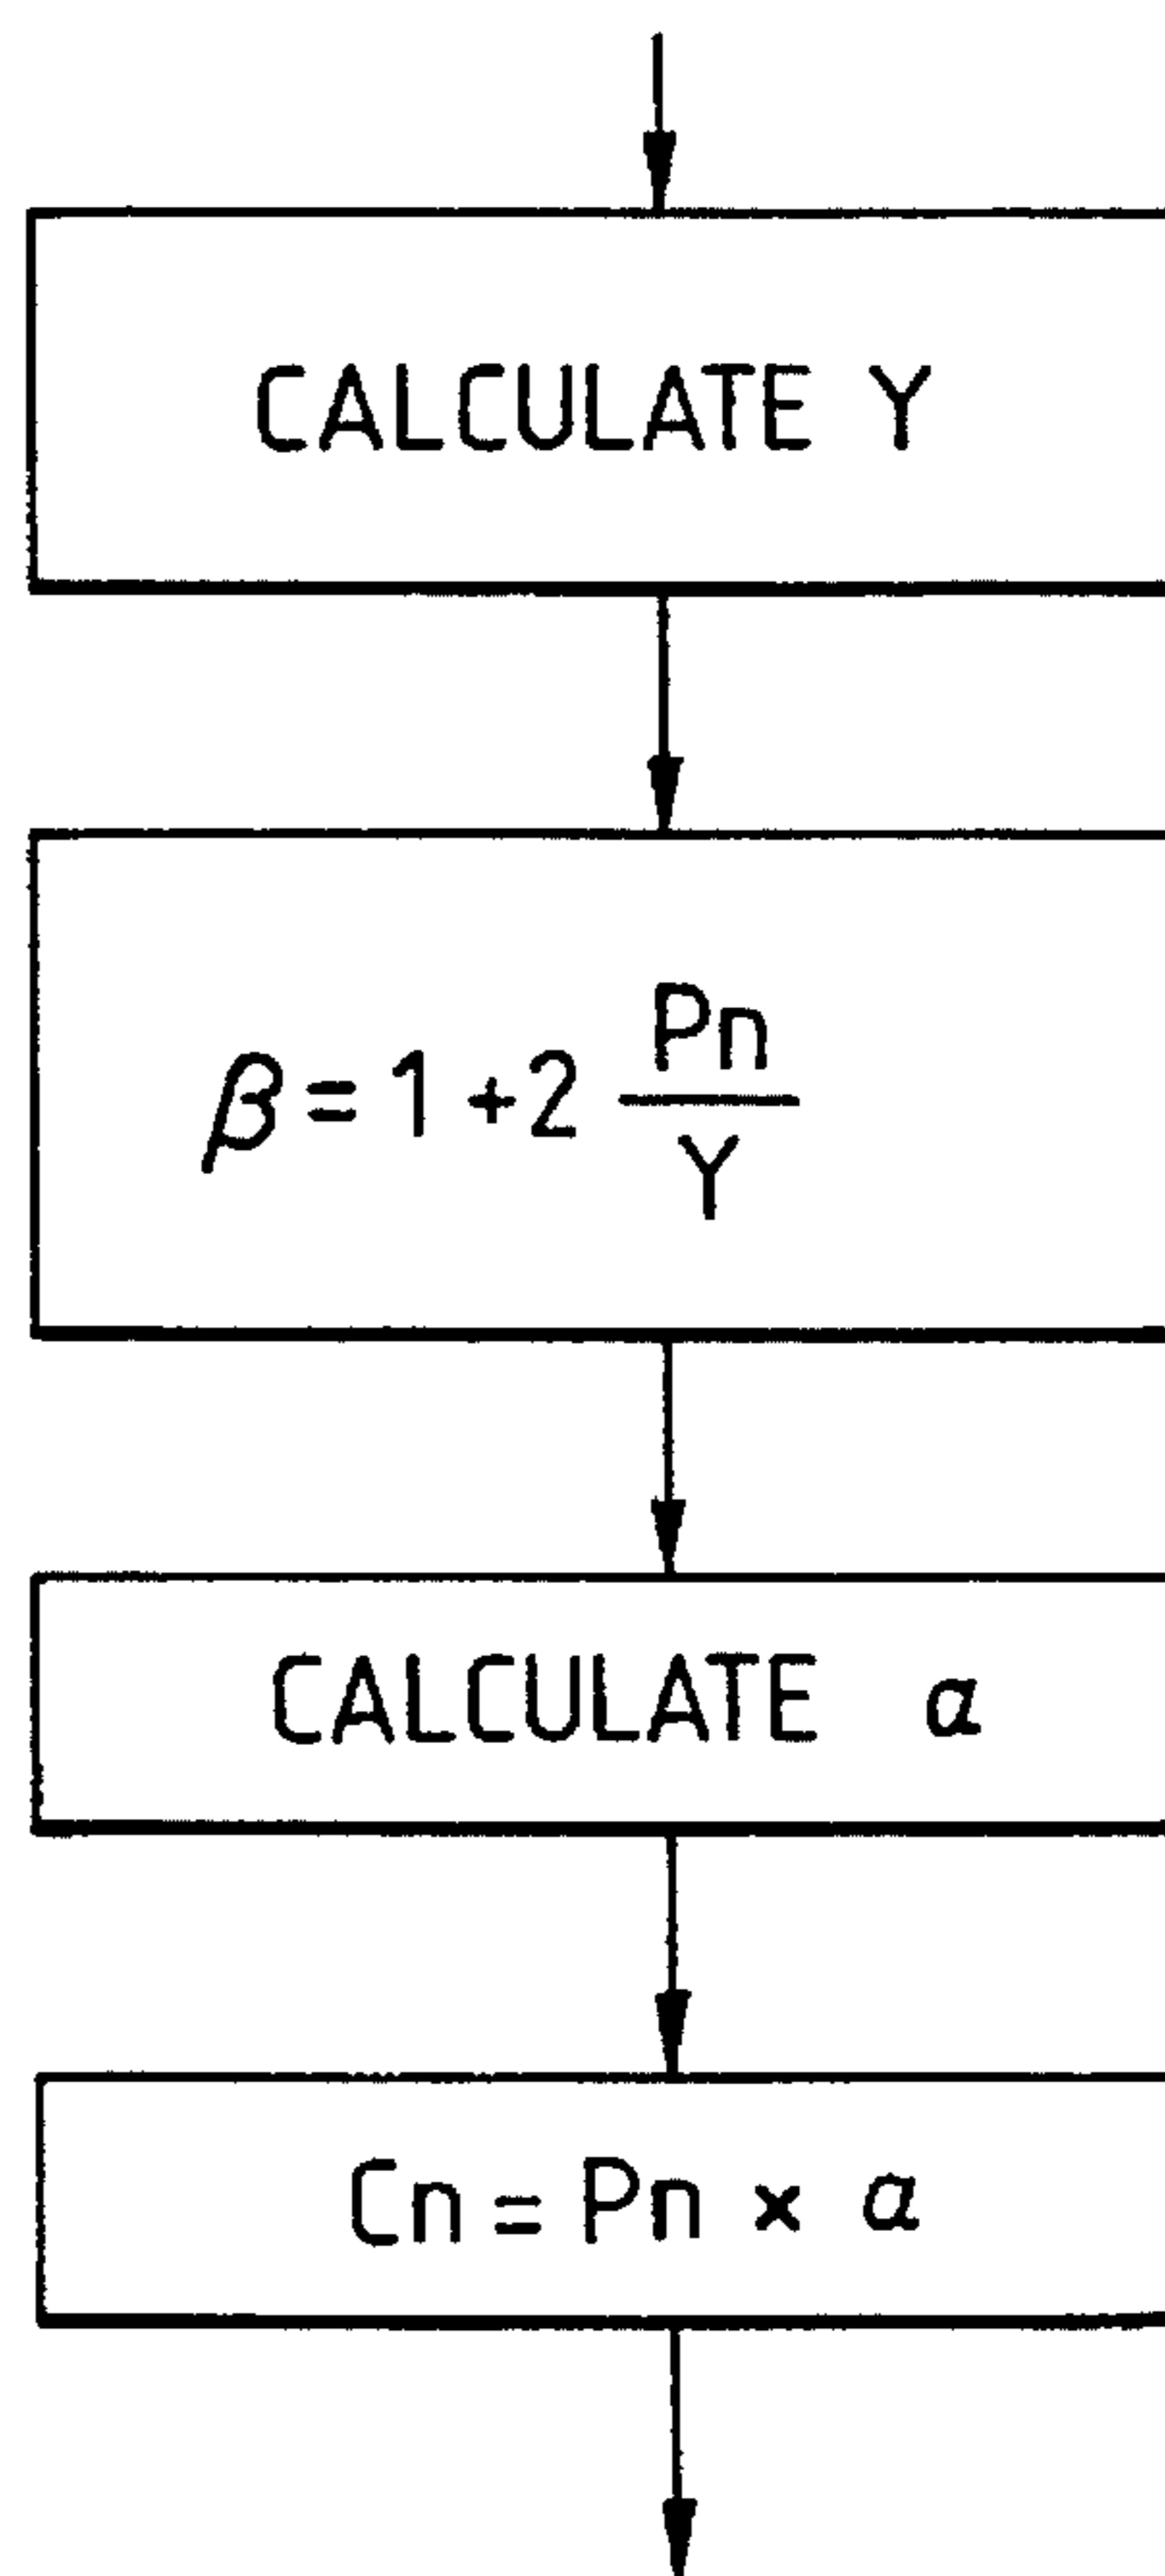 CALCULATE Y
β = 1 + 2 Pn / Y
CALCULATE α
Cn = Pn × α